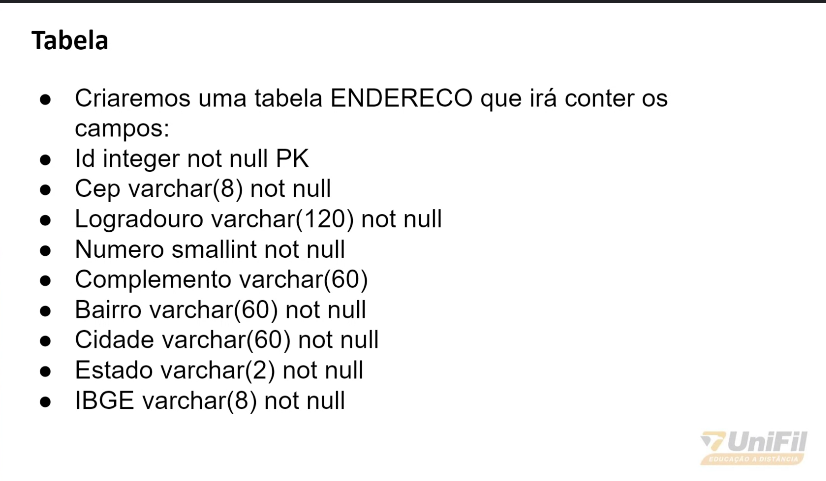 Tabela
● Criaremos uma tabela ENDERECO que irá conter os
campos:
● Id integer not null PK
● Cep varchar(8) not null
● Logradouro varchar(120) not null
● Numero smallint not null
● Complemento varchar(60)
● Bairro varchar(60) not null
● Cidade varchar(60) not null
● Estado varchar(2) not null
● IBGE varchar(8) not null
UniFil
EDUCAÇÃO A DISTÂNCIA